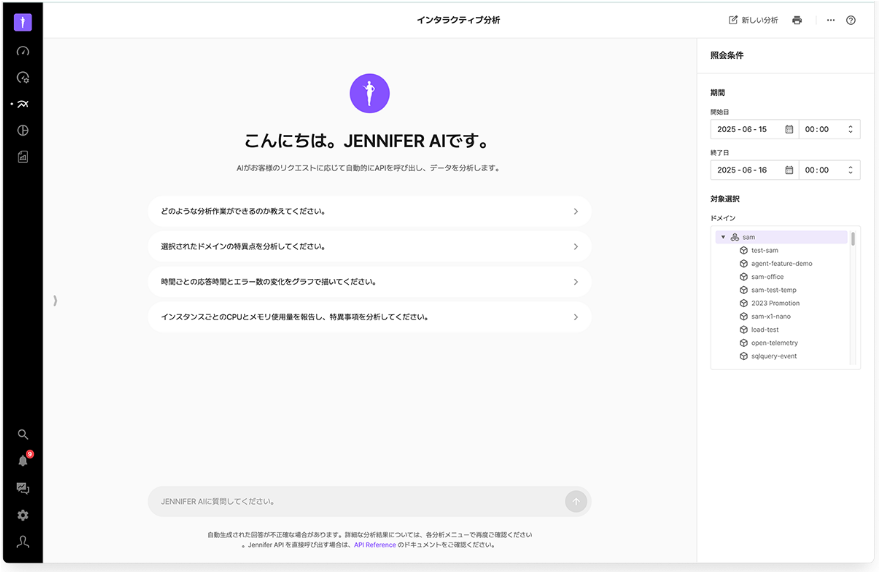 インタラクティブ分析
新しい分析
こんにちは。JENNIFER AIです。
AIがお客様のリクエストに応じて自動的にAPIを呼び出し、データを分析します。
どのような分析作業ができるのか教えてください。
選択されたドメインの特異点を分析してください。
時間ごとの応答時間とエラー数の変化をグラフで描いてください。
インスタンスごとのCPUとメモリ使用量を報告し、特異事項を分析してください。
JENNIFER AIに質問してください。
自動生成された回答が不正確な場合があります。詳細な分析結果については、各分析メニューで再度ご確認ください
。Jennifer API を直接呼び出す場合は、API Reference のドキュメントをご確認ください。
9
照会条件
期間
開始日
2025 - 06 - 15 00 : 00
終了日
2025 - 06 - 16 00 : 00
対象選択
ドメイン
sam
test-sam
agent-feature-demo
sam-office
sam-test-temp
2023 Promotion
sam-x1-nano
load-test
open-telemetry
sqlquery-event